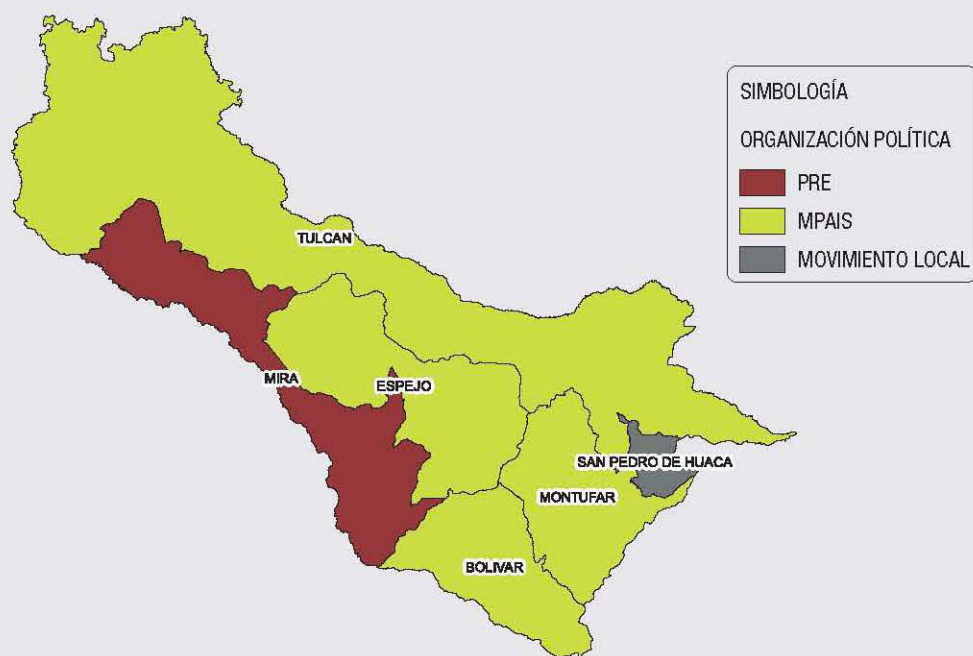 SIMBOLOGÍA
ORGANIZACIÓN POLÍTICA
PRE
MPAIS
MOVIMIENTO LOCAL
TULCAN
MIRA
ESPEJO
SAN PEDRO DE HUACA
MONTUFAR
BOLIVAR